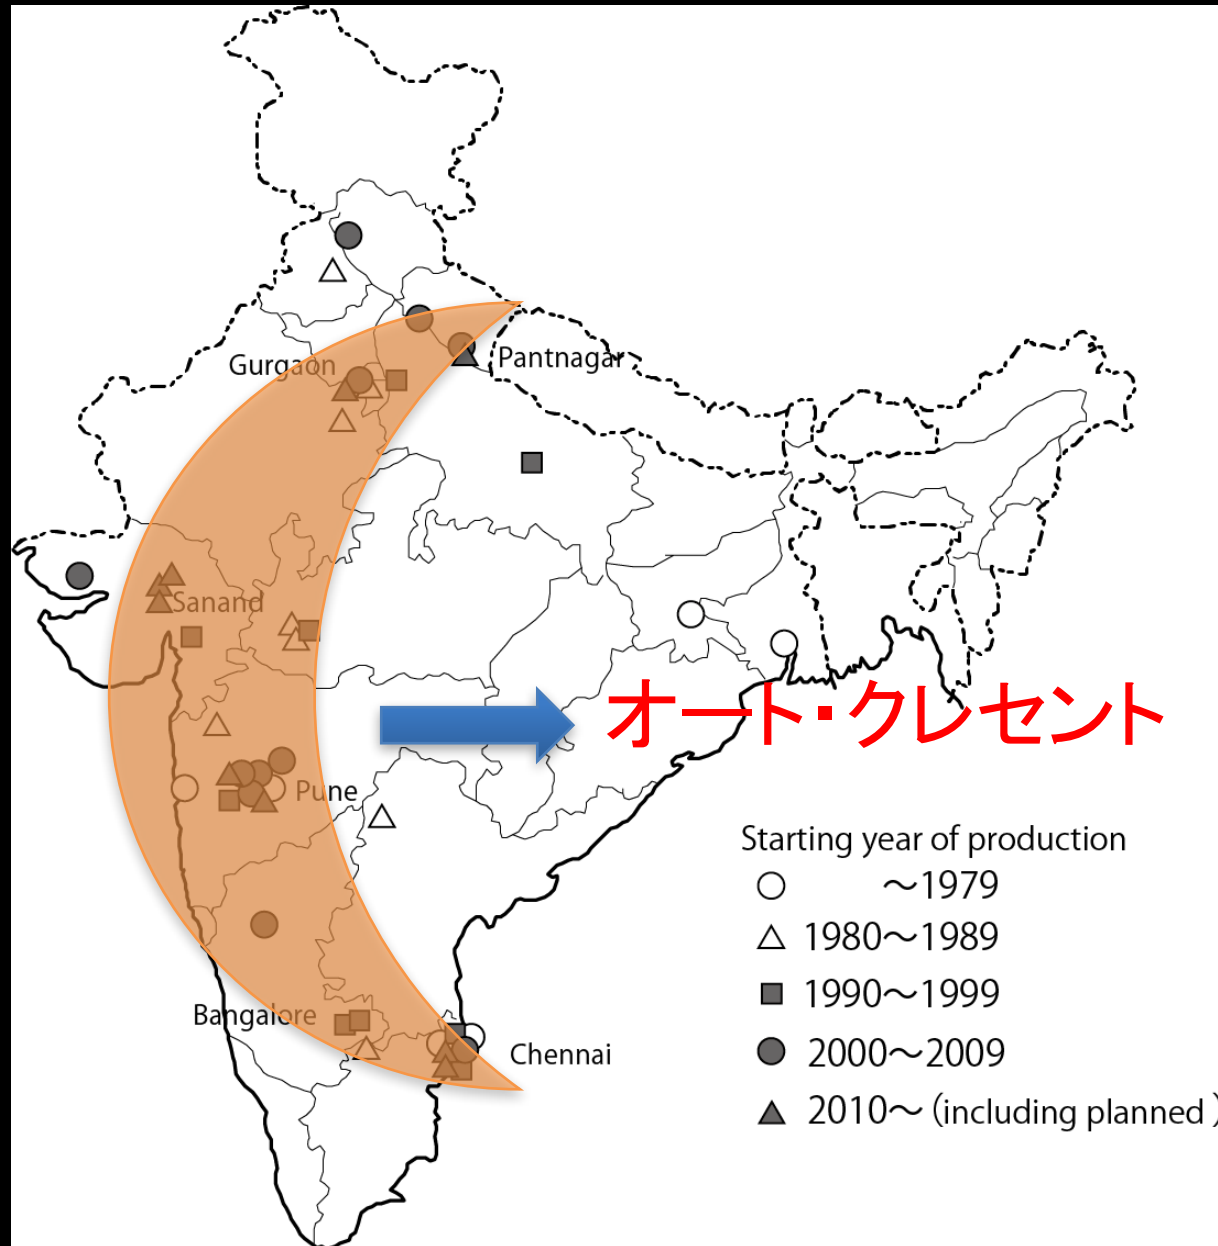 Gurgaon
Pantnagar
Sanand
オート・クレセント
Pune
Starting year of production
～1979
1980～1989
1990～1999
Bangalore
Chennai
2000～2009
2010～（including planned）